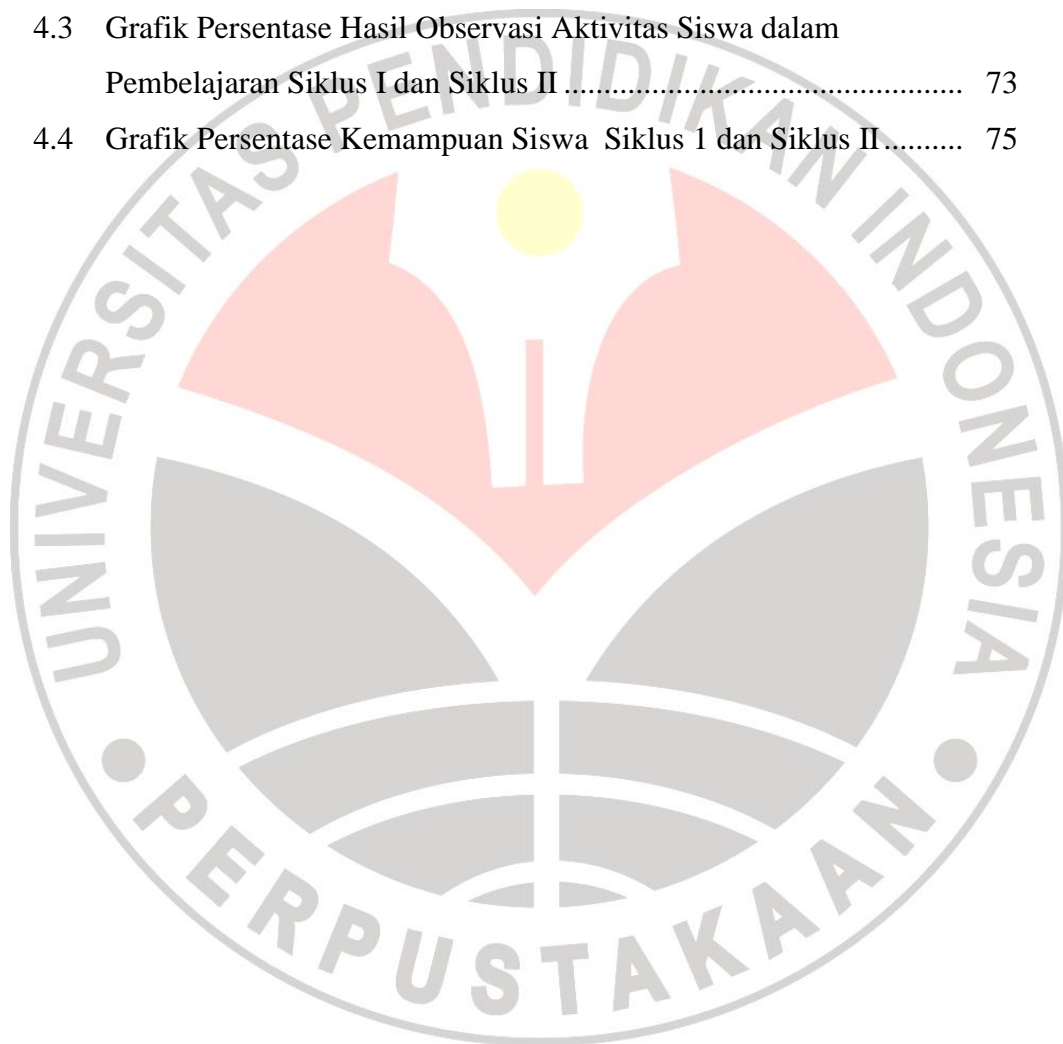 4.3 Grafik Persentase Hasil Observasi Aktivitas Siswa dalam
Pembelajaran Siklus I dan Siklus II ............................................. 73
4.4 Grafik Persentase Kemampuan Siswa  Siklus 1 dan Siklus II.......... 75
UNIVERSITAS PENDIDIKAN INDONESIA
PERPUSTAKAAN